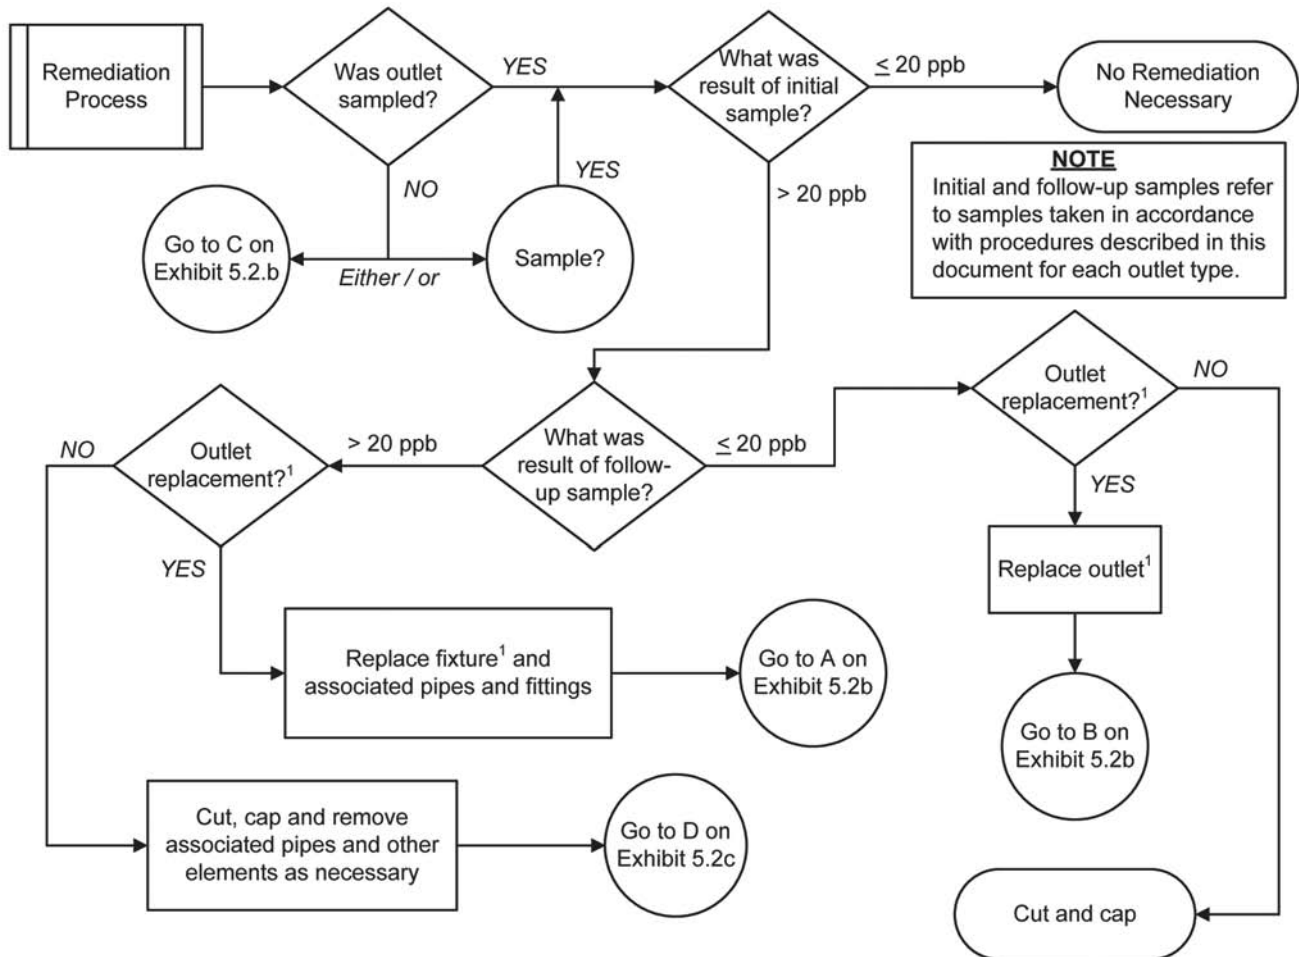 Remediation
Process
Was outlet
sampled?
YES
What was
result of initial
sample?
≤ 20 ppb
No Remediation
Necessary
NO
YES
> 20 ppb
NOTE
Initial and follow-up samples refer
to samples taken in accordance
with procedures described in this
document for each outlet type.
Go to C on
Exhibit 5.2.b
Either / or
Sample?
NO
Outlet
replacement?¹
> 20 ppb
What was
result of follow-
up sample?
≤ 20 ppb
Outlet
replacement?¹
NO
YES
YES
Replace outlet¹
Replace fixture¹ and
associated pipes and fittings
Go to A on
Exhibit 5.2b
Go to B on
Exhibit 5.2b
Cut, cap and remove
associated pipes and other
elements as necessary
Go to D on
Exhibit 5.2c
Cut and cap